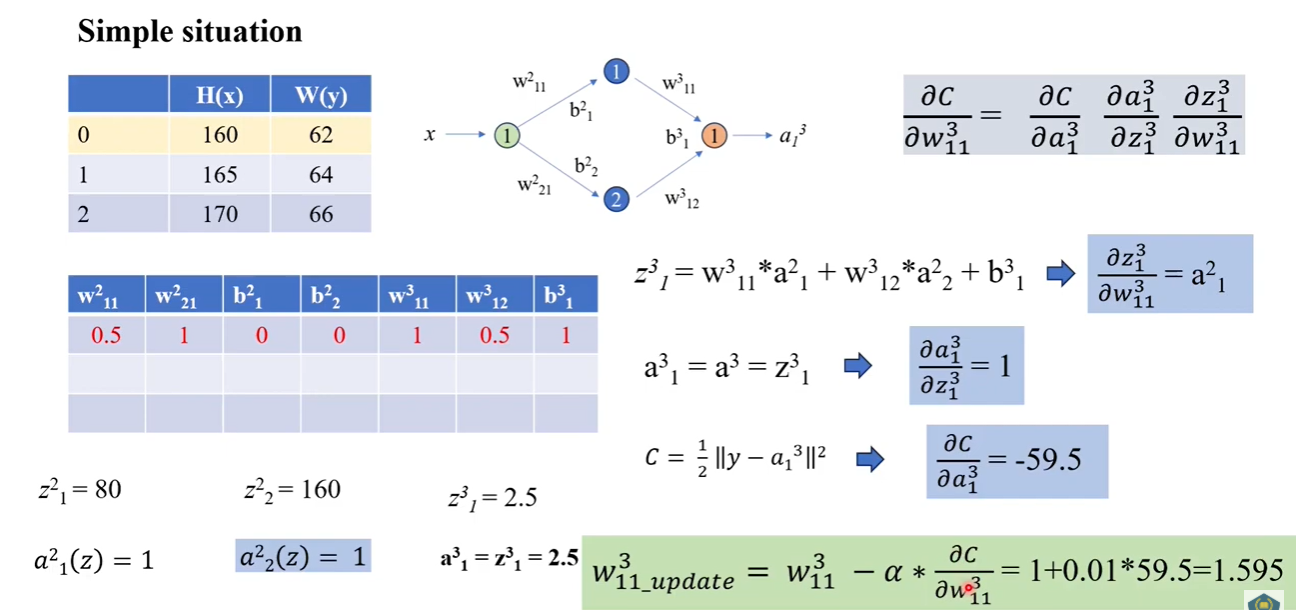 Simple situation
H(x) W(y)
0 160 62
1 165 64
2 170 66
x
1
w²₁₁
b²₁
1
w³₁₁
b³₁
1
a₁³
b²₂
w²₂₁
2
w³₁₂
∂C/∂w³₁₁ = ∂C/∂a³₁ ∂a³₁/∂z³₁ ∂z³₁/∂w³₁₁
w²₁₁ w²₂₁ b²₁ b²₂ w³₁₁ w³₁₂ b³₁
0.5 1 0 0 1 0.5 1
z³₁ = w³₁₁*a²₁ + w³₁₂*a²₂ + b³₁ ∂z³₁/∂w³₁₁ = a²₁
a³₁ = a³ = z³₁ ∂a³₁/∂z³₁ = 1
C = ½ ‖y − a₁³‖² ∂C/∂a³₁ = -59.5
z²₁ = 80 z²₂ = 160 z³₁ = 2.5
a²₁(z) = 1 a²₂(z) = 1 a³₁ = z³₁ = 2.5
w³₁₁_update = w³₁₁ − α * ∂C/∂w³₁₁ = 1+0.01*59.5=1.595